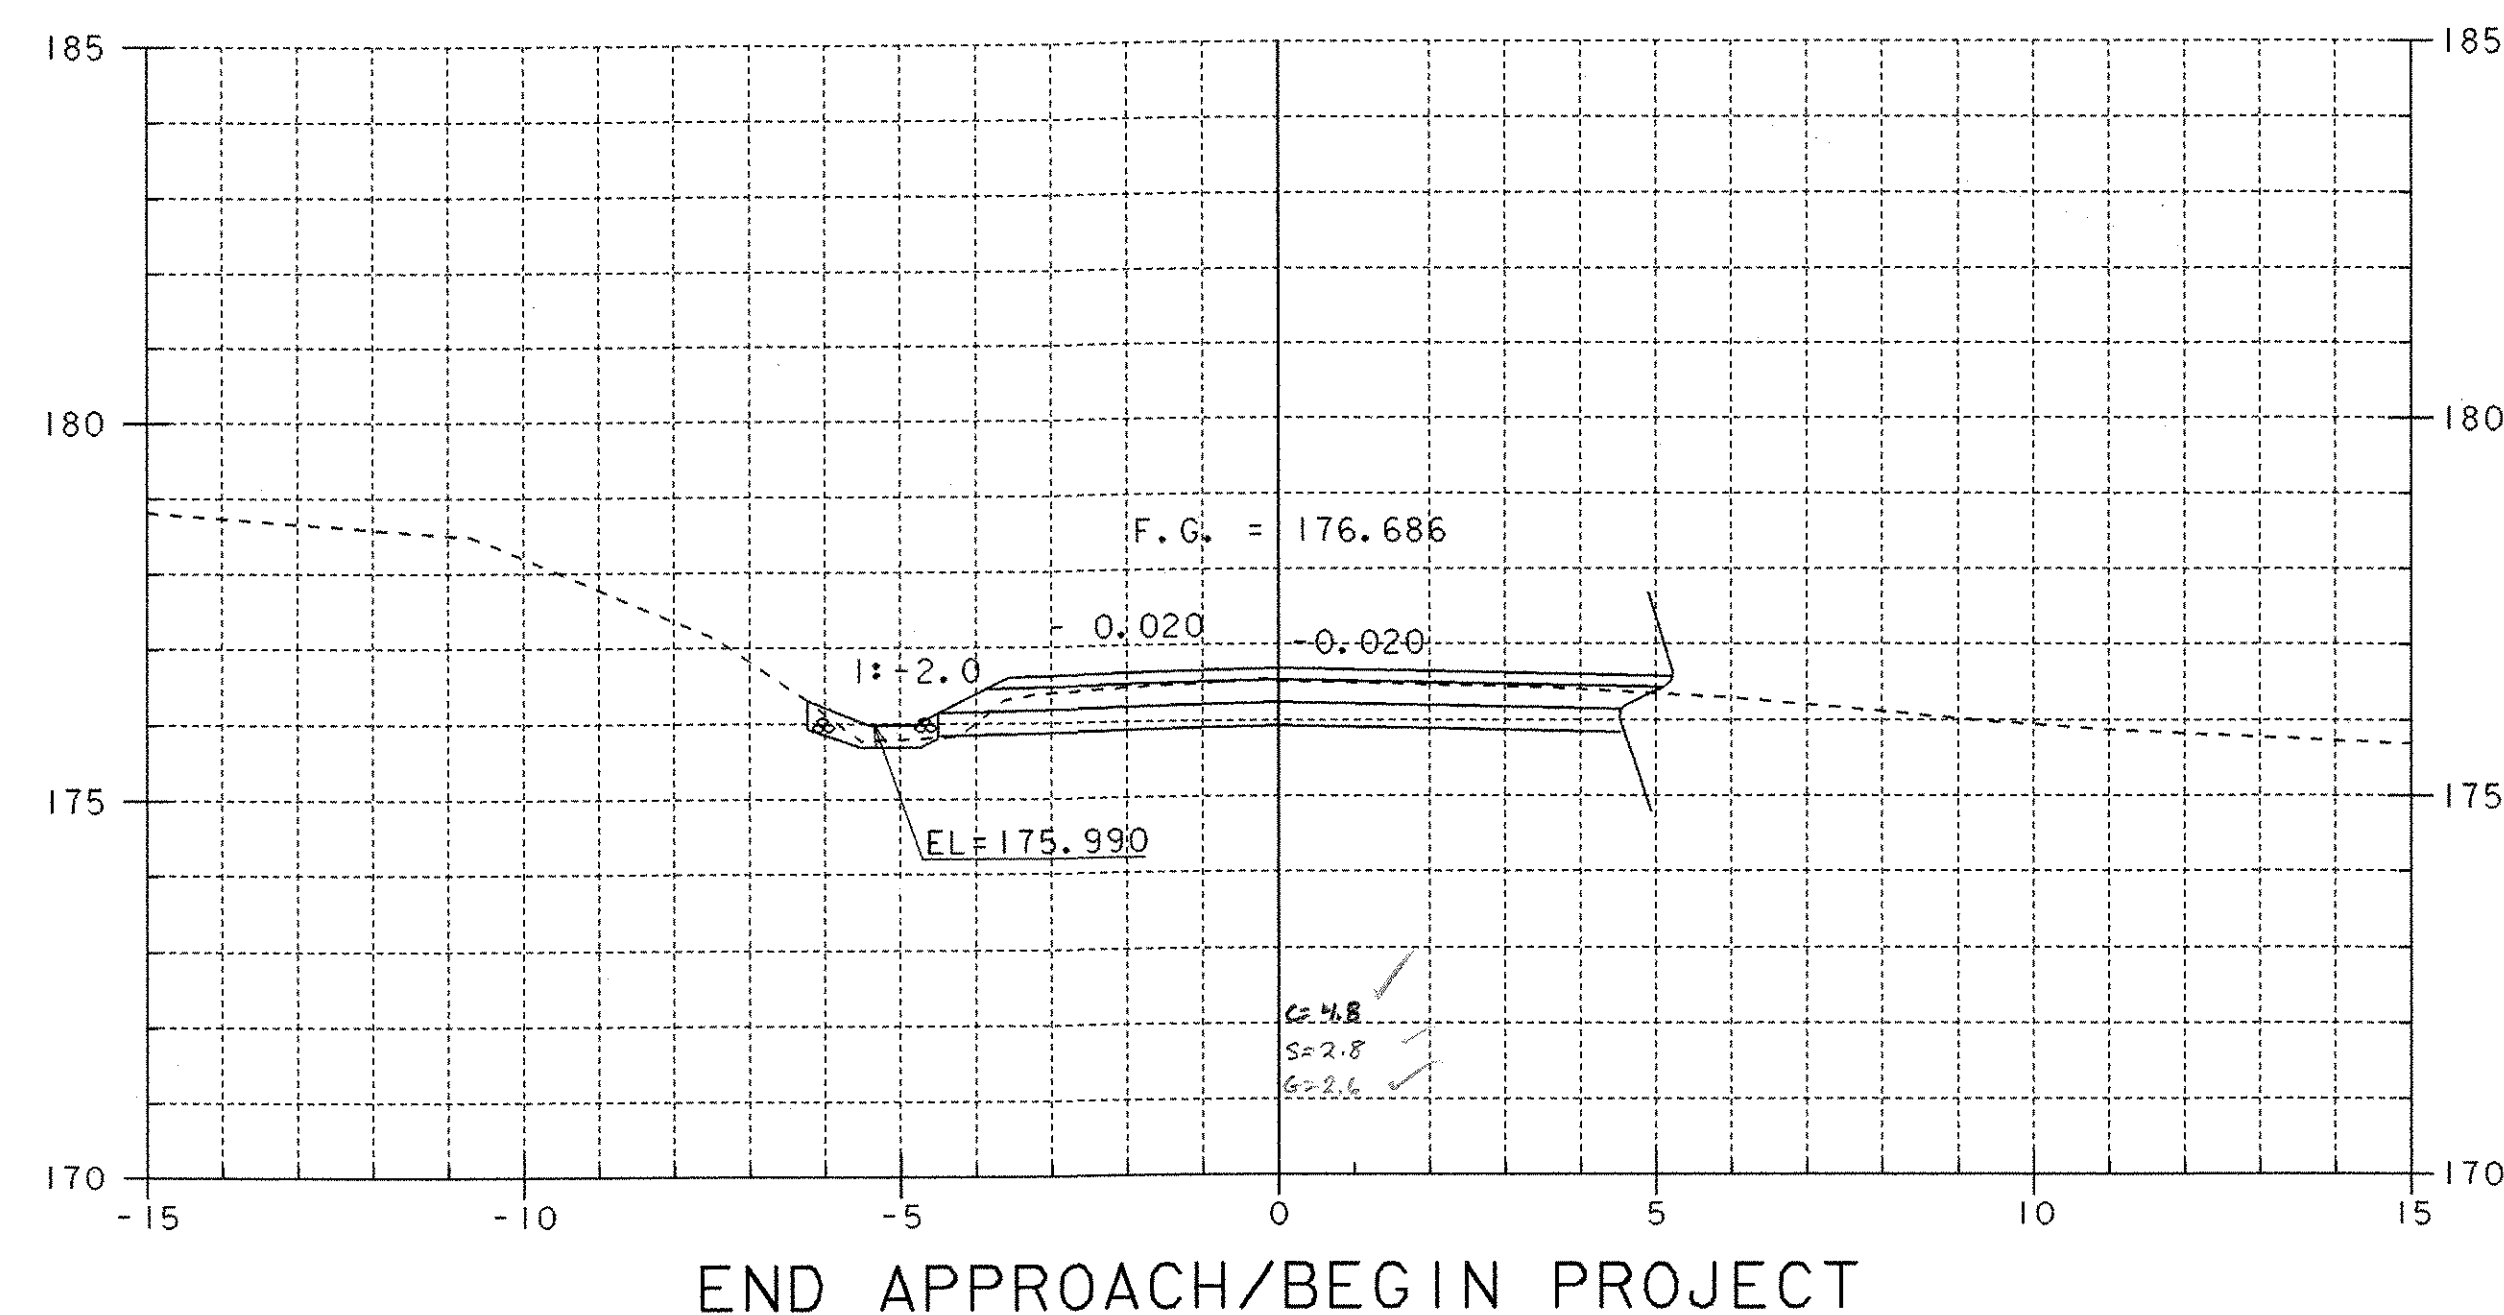 185 185
180 180
F.G. = 176.686
- 0.020 -0.020
1:-2.0
175 175
EL=175.990
C=4.8
S=2.8
G=2.6
170 170
-15 -10 -5 0 5 10 15
END APPROACH/BEGIN PROJECT